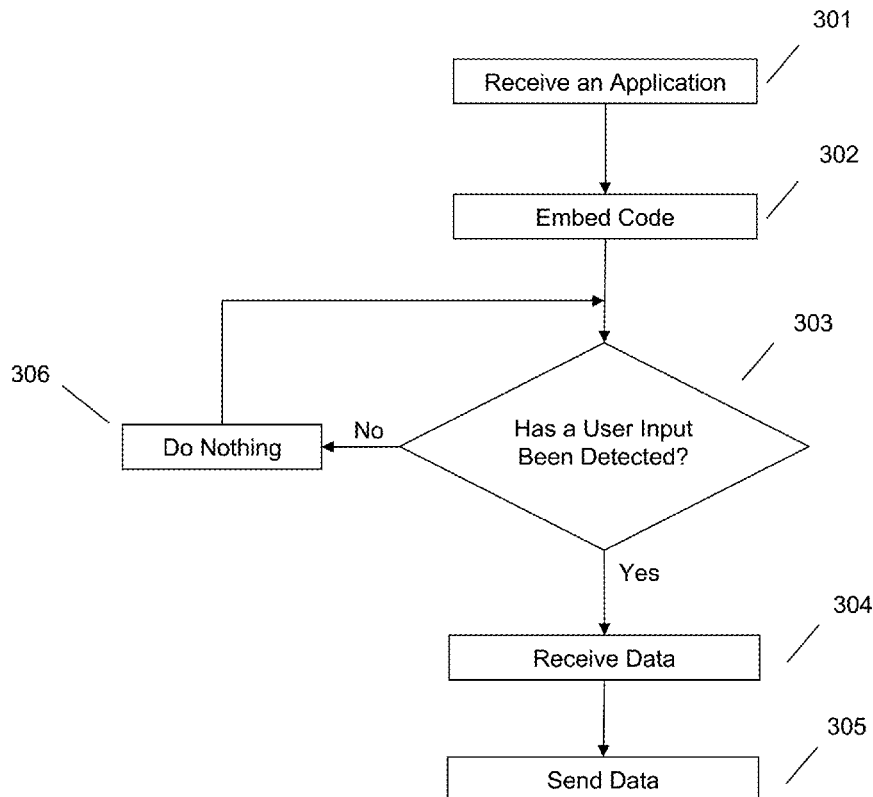 301
Receive an Application
302
Embed Code
303
306
Has a User Input
Been Detected?
No
Do Nothing
Yes
304
Receive Data
305
Send Data